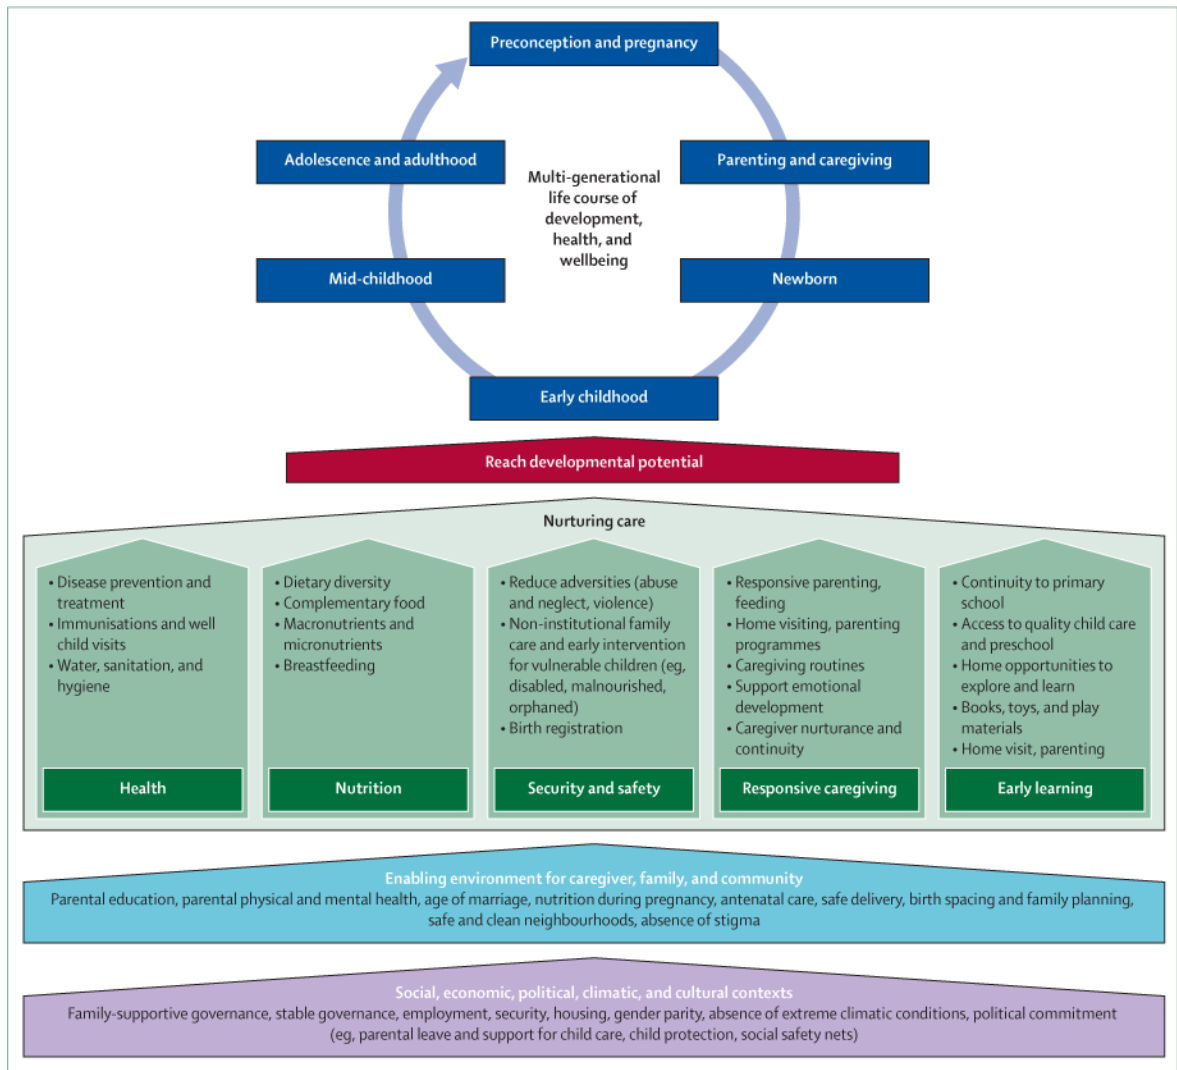 Preconception and pregnancy
Adolescence and adulthood
Parenting and caregiving
Multi-generational
life course of
development,
health, and
wellbeing
Mid-childhood
Newborn
Early childhood
Reach developmental potential
Nurturing care
• Disease prevention and
treatment
• Immunisations and well
child visits
• Water, sanitation, and
hygiene
Health
• Dietary diversity
• Complementary food
• Macronutrients and
micronutrients
• Breastfeeding
Nutrition
• Reduce adversities (abuse
and neglect, violence)
• Non-institutional family
care and early intervention
for vulnerable children (eg,
disabled, malnourished,
orphaned)
• Birth registration
Security and safety
• Responsive parenting,
feeding
• Home visiting, parenting
programmes
• Caregiving routines
• Support emotional
development
• Caregiver nurturance and
continuity
Responsive caregiving
• Continuity to primary
school
• Access to quality child care
and preschool
• Home opportunities to
explore and learn
• Books, toys, and play
materials
• Home visit, parenting
Early learning
Enabling environment for caregiver, family, and community
Parental education, parental physical and mental health, age of marriage, nutrition during pregnancy, antenatal care, safe delivery, birth spacing and family planning,
safe and clean neighbourhoods, absence of stigma
Social, economic, political, climatic, and cultural contexts
Family-supportive governance, stable governance, employment, security, housing, gender parity, absence of extreme climatic conditions, political commitment
(eg, parental leave and support for child care, child protection, social safety nets)